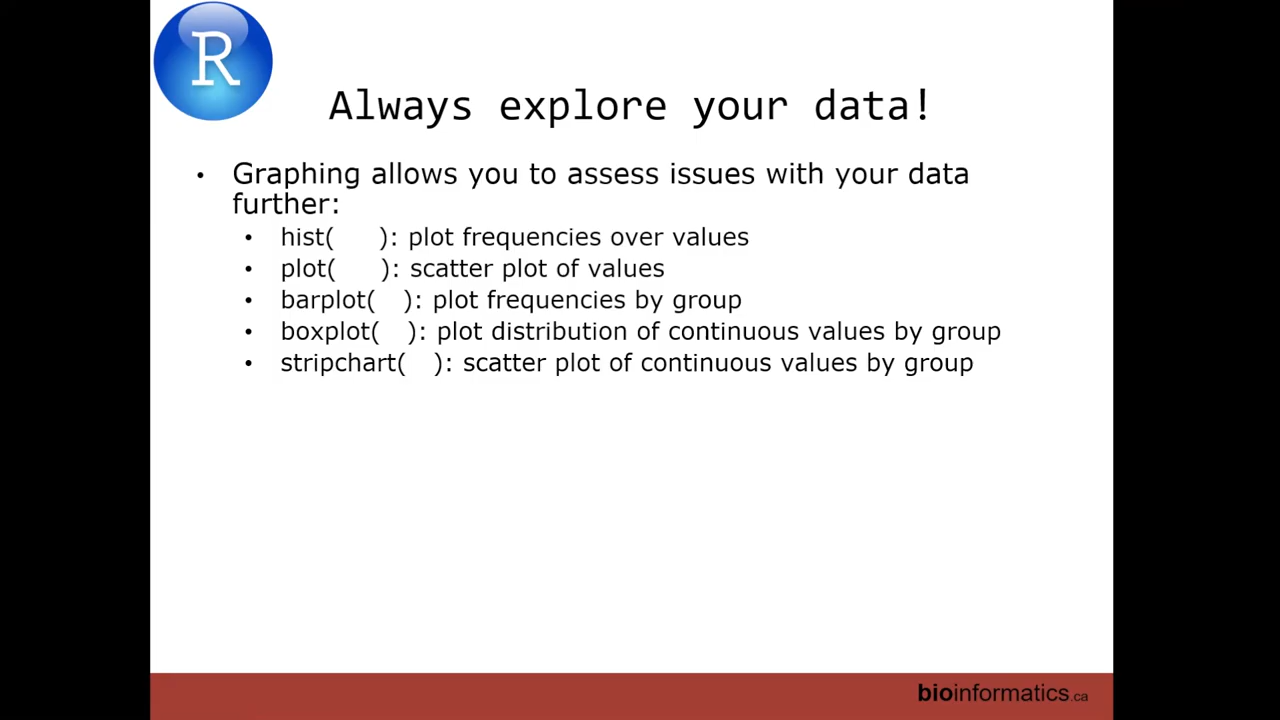 R
Always explore your data!
• Graphing allows you to assess issues with your data
further:
• hist( ): plot frequencies over values
• plot( ): scatter plot of values
• barplot( ): plot frequencies by group
• boxplot( ): plot distribution of continuous values by group
• stripchart( ): scatter plot of continuous values by group
bioinformatics.ca